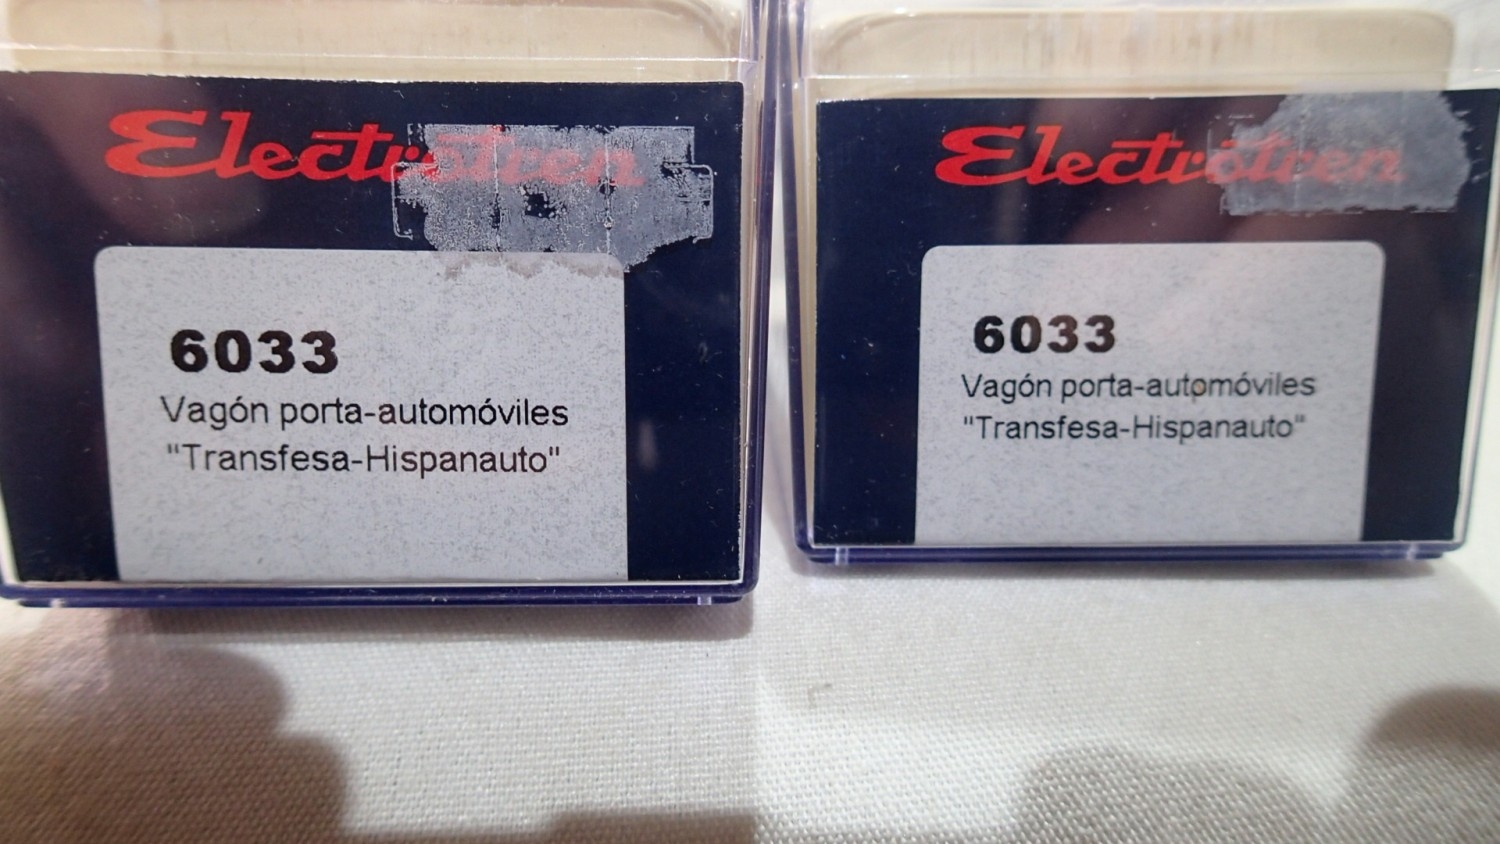 Electrotren
6033
Vagón porta-automóviles
"Transfesa-Hispanauto"
Electrotren
6033
Vagón porta-automóviles
"Transfesa-Hispanauto"